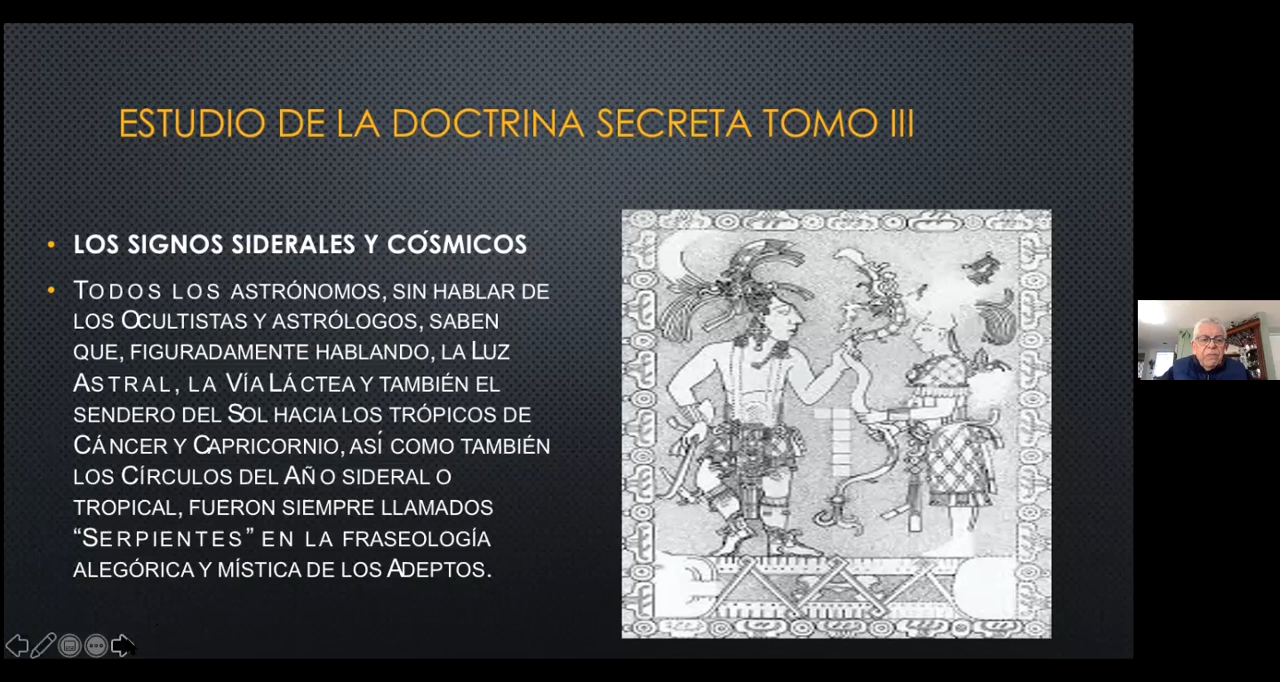 ESTUDIO DE LA DOCTRINA SECRETA TOMO III
• LOS SIGNOS SIDERALES Y CÓSMICOS
• TODOS LOS ASTRÓNOMOS, SIN HABLAR DE
LOS OCULTISTAS Y ASTRÓLOGOS, SABEN
QUE, FIGURADAMENTE HABLANDO, LA LUZ
ASTRAL, LA VÍA LÁCTEA Y TAMBIÉN EL
SENDERO DEL SOL HACIA LOS TRÓPICOS DE
CÁNCER Y CAPRICORNIO, ASÍ COMO TAMBIÉN
LOS CÍRCULOS DEL AÑO SIDERAL O
TROPICAL, FUERON SIEMPRE LLAMADOS
“SERPIENTES” EN LA FRASEOLOGÍA
ALEGÓRICA Y MÍSTICA DE LOS ADEPTOS.